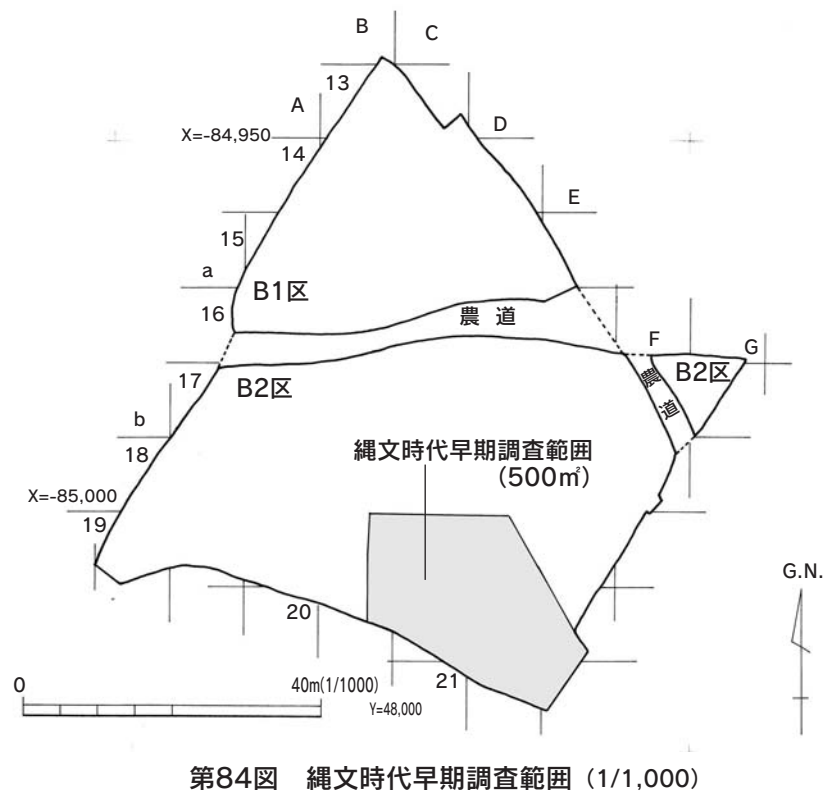 B
C
13
A
X=-84,950
14
D
E
15
a
B1区
16
農 道
F
G
17
B2区
B2区
農道
b
縄文時代早期調査範囲
18
(500㎡)
X=-85,000
19
G.N.
20
0
40m(1/1000)
21
Y=48,000
第84図 縄文時代早期調査範囲 (1/1,000)